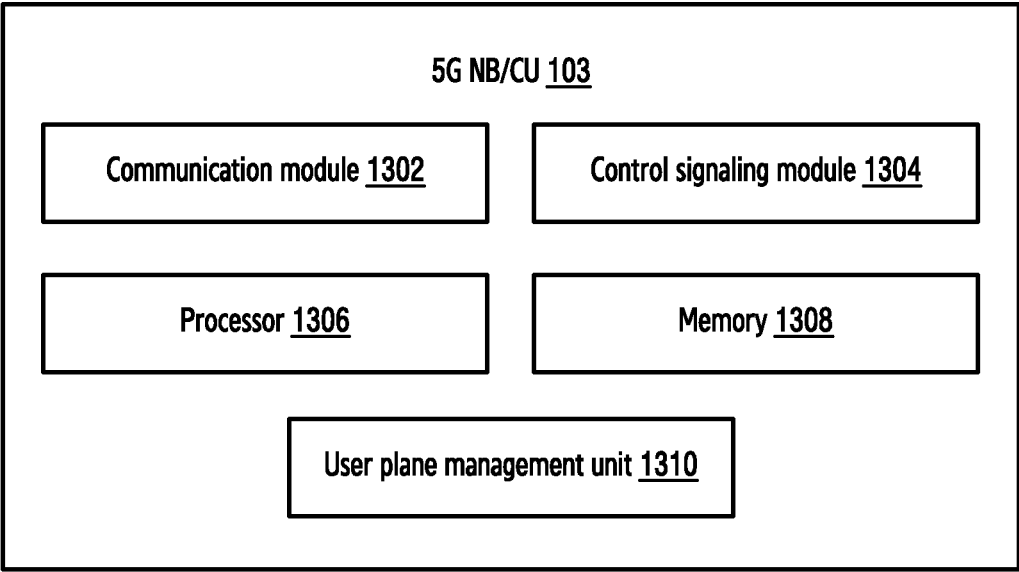 5G NB/CU 103
Communication module 1302
Control signaling module 1304
Processor 1306
Memory 1308
User plane management unit 1310